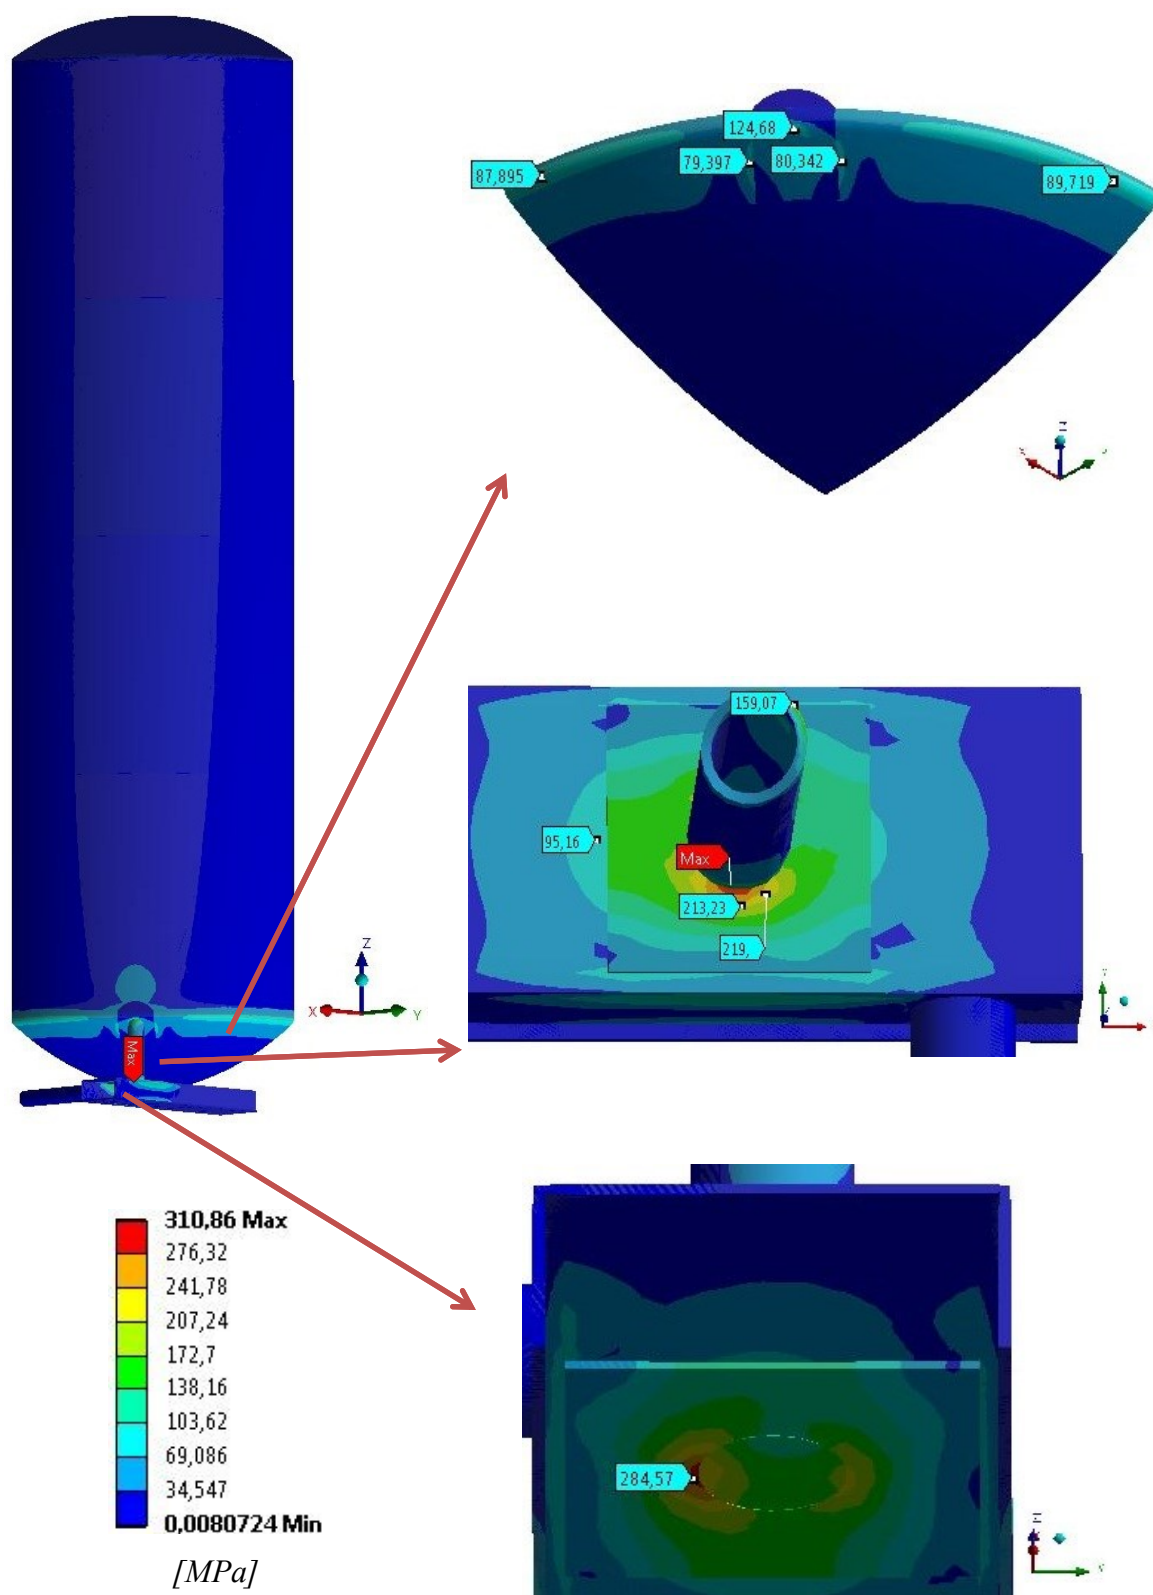 124,68
79,397
80,342
87,895
89,719
Z
159,07
95,16
Max
213,23
219,
Z
X
Y
Max
310,86 Max
276,32
241,78
207,24
172,7
138,16
103,62
69,086
34,547
0,0080724 Min
[MPa]
284,57